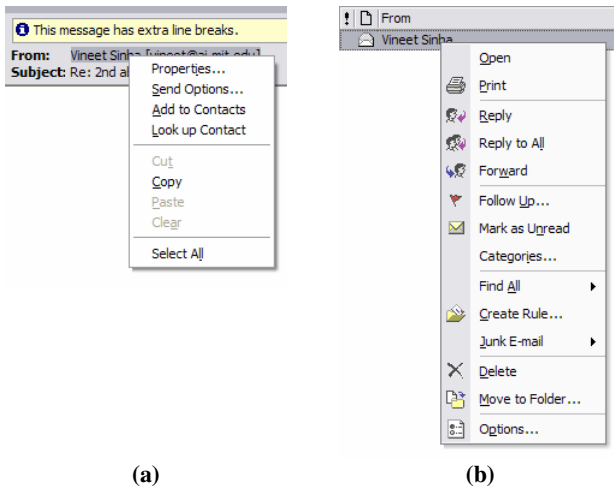 This message has extra line breaks.
From: Vineet Sinha [vineet@ai.mit.edu]
Subject: Re: 2nd al
Properties...
Send Options...
Add to Contacts
Look up Contact
Cut
Copy
Paste
Clear
Select All
(a)
! From
Vineet Sinha
Open
Print
Reply
Reply to All
Forward
Follow Up...
Mark as Unread
Categories...
Find All
Create Rule...
Junk E-mail
Delete
Move to Folder...
Options...
(b)